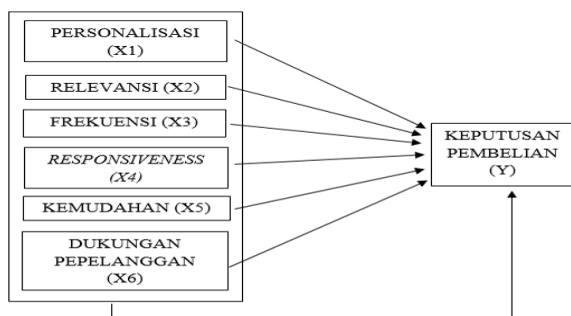 PERSONALISASI
(X1)
RELEVANSI (X2)
FREKUENSI (X3)
RESPONSIVENESS
(X4)
KEMUDAHAN (X5)
DUKUNGAN
PEPELANGGAN
(X6)
KEPUTUSAN
PEMBELIAN
(Y)